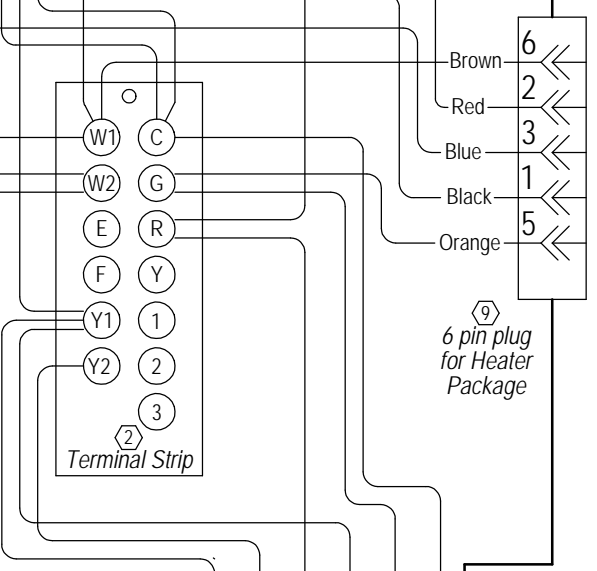 Brown 6
Red 2
Blue 3
Black 1
Orange 5
W1 C
W2 G
E R
F Y
Y1 1
Y2 2
3
2
Terminal Strip
9
6 pin plug
for Heater
Package